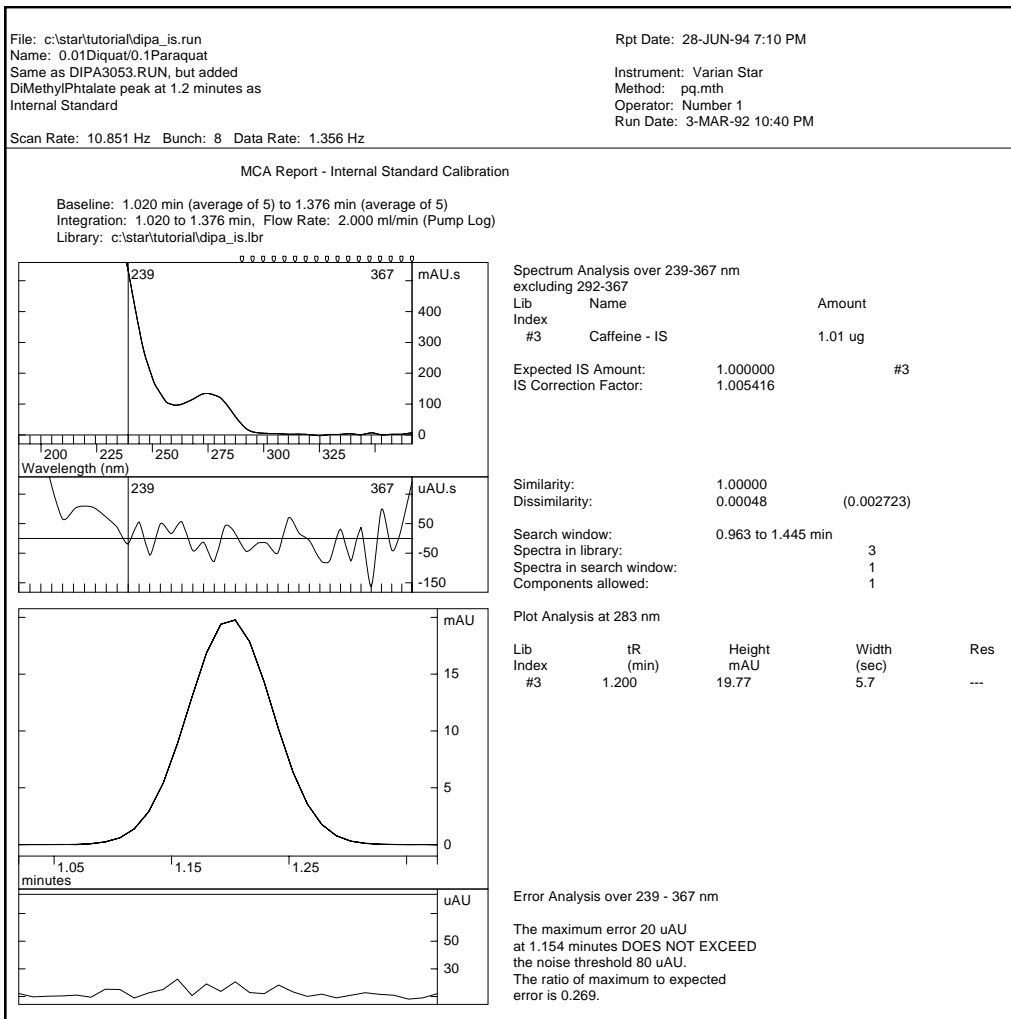 File: c:\star\tutorial\dipa_is.run
Name: 0.01Diquat/0.1Paraquat
Same as DIPA3053.RUN, but added
DiMethylPhtalate peak at 1.2 minutes as
Internal Standard
Scan Rate: 10.851 Hz Bunch: 8 Data Rate: 1.356 Hz
Rpt Date: 28-JUN-94 7:10 PM
Instrument: Varian Star
Method: pq.mth
Operator: Number 1
Run Date: 3-MAR-92 10:40 PM
MCA Report - Internal Standard Calibration
Baseline: 1.020 min (average of 5) to 1.376 min (average of 5)
Integration: 1.020 to 1.376 min, Flow Rate: 2.000 ml/min (Pump Log)
Library: c:\star\tutorial\dipa_is.lbr
239 367 mAU.s
400
300
200
100
0
200 225 250 275 300 325
Wavelength (nm)
239 367 uAU.s
50
-50
-150
mAU
15
10
5
0
1.05 1.15 1.25
minutes
uAU
50
30
Spectrum Analysis over 239-367 nm
excluding 292-367
Lib Name Amount
Index
#3 Caffeine - IS 1.01 ug
Expected IS Amount: 1.000000 #3
IS Correction Factor: 1.005416
Similarity: 1.00000
Dissimilarity: 0.00048 (0.002723)
Search window: 0.963 to 1.445 min
Spectra in library: 3
Spectra in search window: 1
Components allowed: 1
Plot Analysis at 283 nm
Lib tR Height Width Res
Index (min) mAU (sec)
#3 1.200 19.77 5.7 ---
Error Analysis over 239 - 367 nm
The maximum error 20 uAU
at 1.154 minutes DOES NOT EXCEED
the noise threshold 80 uAU.
The ratio of maximum to expected
error is 0.269.